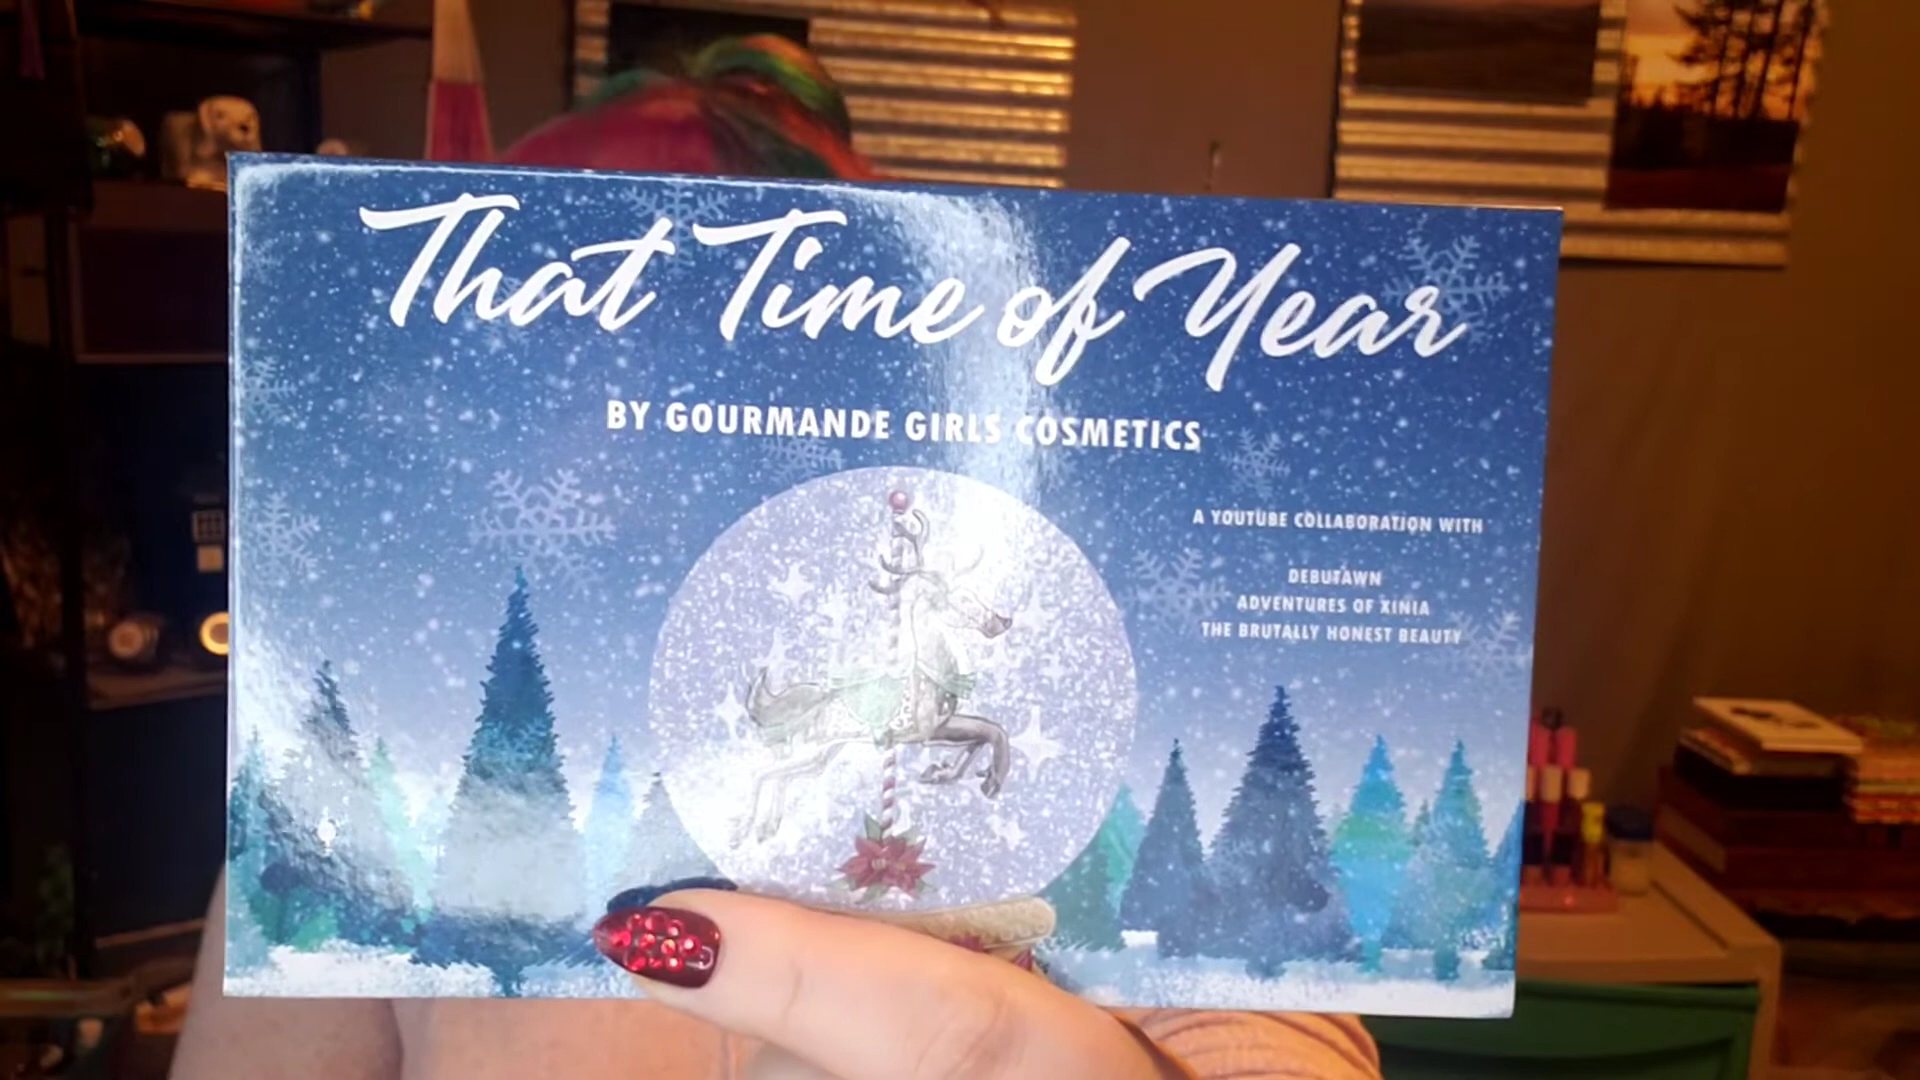 That Time of Year
BY GOURMANDE GIRLS COSMETICS
A YOUTUBE COLLABORATION WITH
DEBUTAWN
ADVENTURES OF XINIA
THE BRUTALLY HONEST BEAUTY